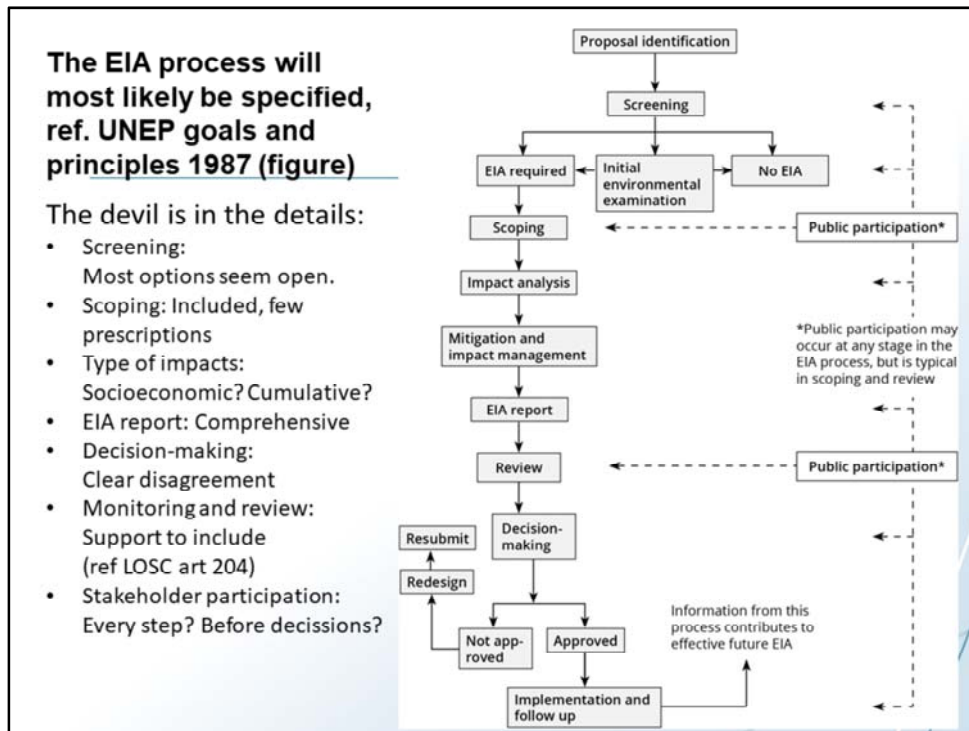 The EIA process will
most likely be specified,
ref. UNEP goals and
principles 1987 (figure)
The devil is in the details:
• Screening:
Most options seem open.
• Scoping: Included, few
prescriptions
• Type of impacts:
Socioeconomic? Cumulative?
• EIA report: Comprehensive
• Decision-making:
Clear disagreement
• Monitoring and review:
Support to include
(ref LOSC art 204)
• Stakeholder participation:
Every step? Before decissions?
Proposal identification
Screening
EIA required
Initial
environmental
examination
No EIA
Scoping
Public participation*
Impact analysis
Mitigation and
impact management
*Public participation may
occur at any stage in the
EIA process, but is typical
in scoping and review
EIA report
Review
Public participation*
Decision-
making
Resubmit
Redesign
Not app-
roved
Approved
Information from this
process contributes to
effective future EIA
Implementation and
follow up